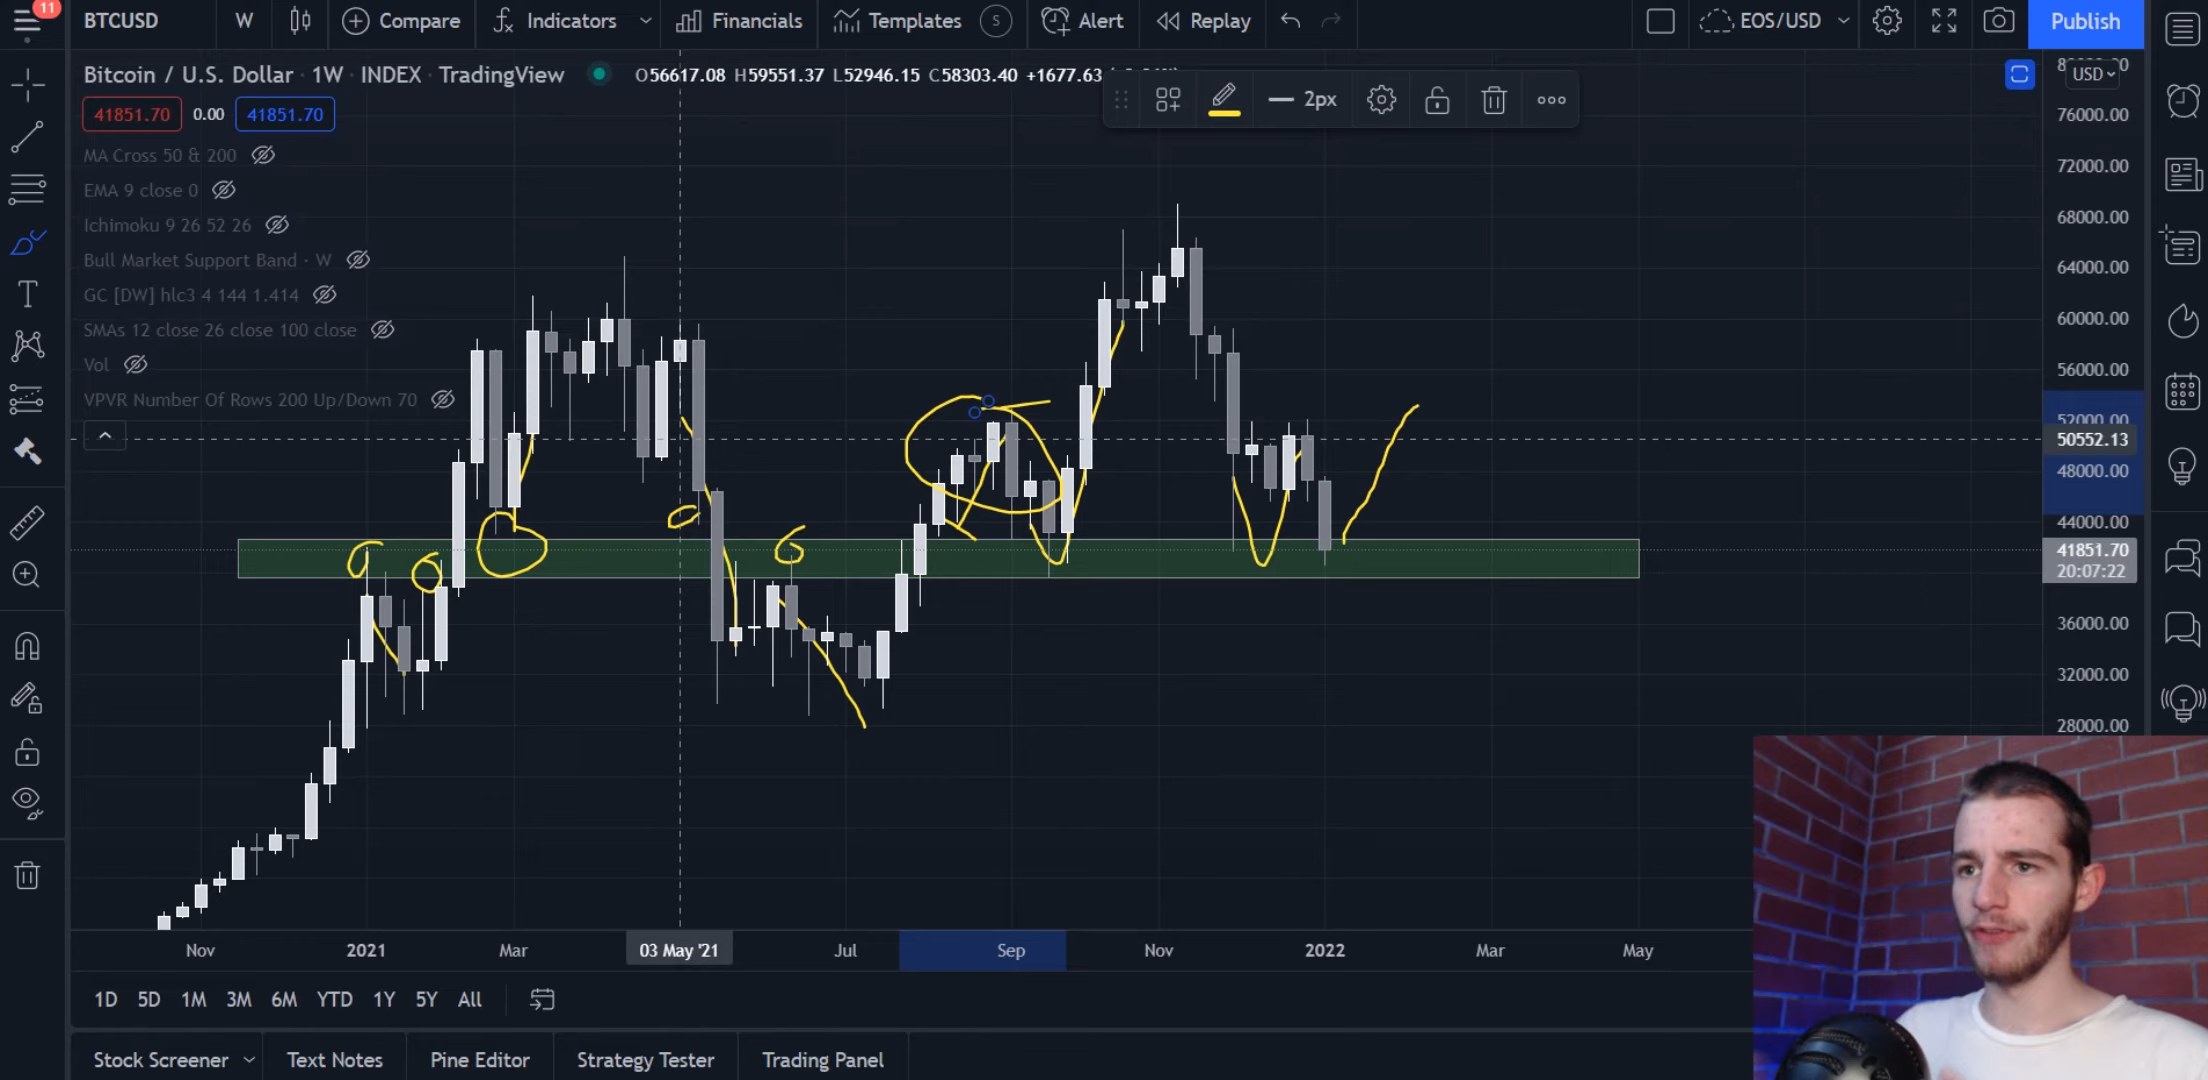 11
BTCUSD W Compare Indicators Financials Templates S Alert Replay EOS/USD Publish
Bitcoin / U.S. Dollar · 1W · INDEX · TradingView O56617.08 H59551.37 L52946.15 C58303.40 +1677.63
USD
2px
41851.70 0.00 41851.70
MA Cross 50 & 200
EMA 9 close 0
Ichimoku 9 26 52 26
Bull Market Support Band · W
GC [DW] hlc3 4 144 1.414
SMAs 12 close 26 close 100 close
Vol
VPVR Number Of Rows 200 Up/Down 70
76000.00
72000.00
68000.00
64000.00
60000.00
56000.00
52000.00
50552.13
48000.00
44000.00
41851.70
20:07:22
36000.00
32000.00
28000.00
Nov 2021 Mar 03 May '21 Jul Sep Nov 2022 Mar May
1D 5D 1M 3M 6M YTD 1Y 5Y All
Stock Screener Text Notes Pine Editor Strategy Tester Trading Panel